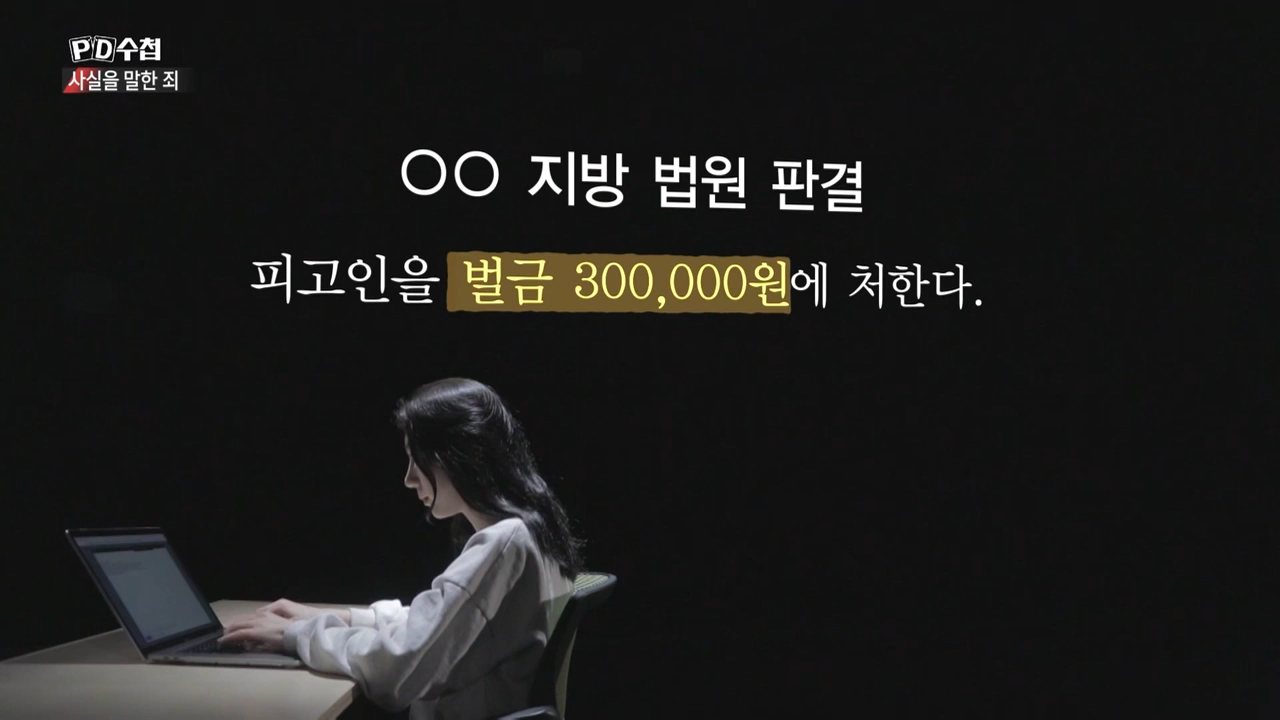 PD수첩
사실을 말한 죄
○○ 지방 법원 판결
피고인을 벌금 300,000원에 처한다.